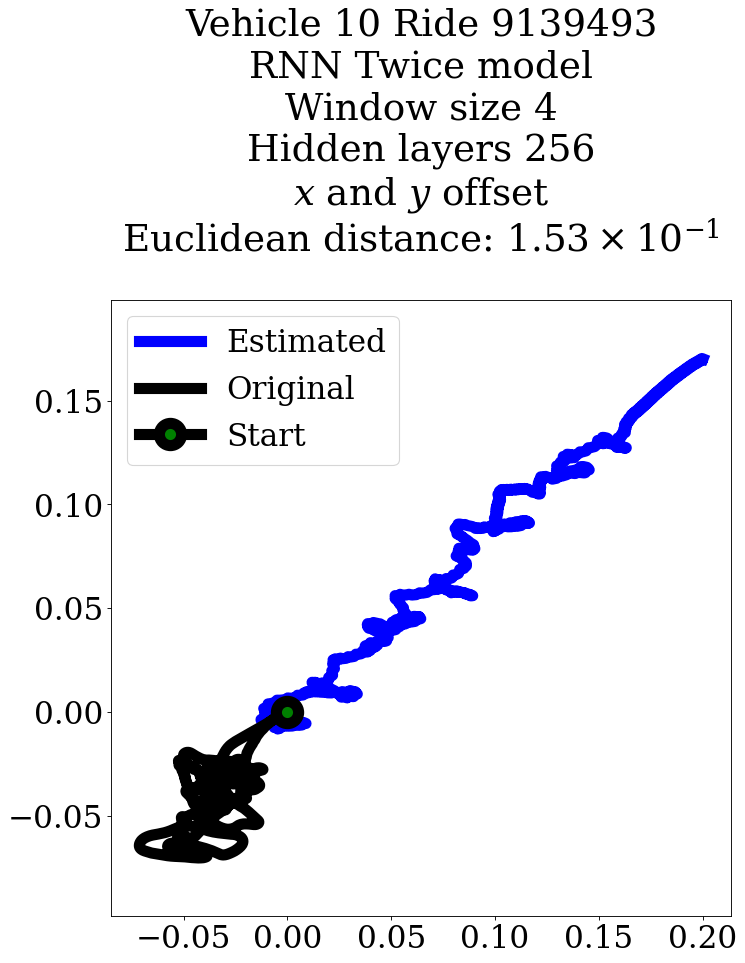 Vehicle 10 Ride 9139493
RNN Twice model
Window size 4
Hidden layers 256
x and y offset
Euclidean distance: 1.53 × 10⁻¹
Estimated
Original
Start
0.15
0.10
0.05
0.00
−0.05
−0.05 0.00 0.05 0.10 0.15 0.20